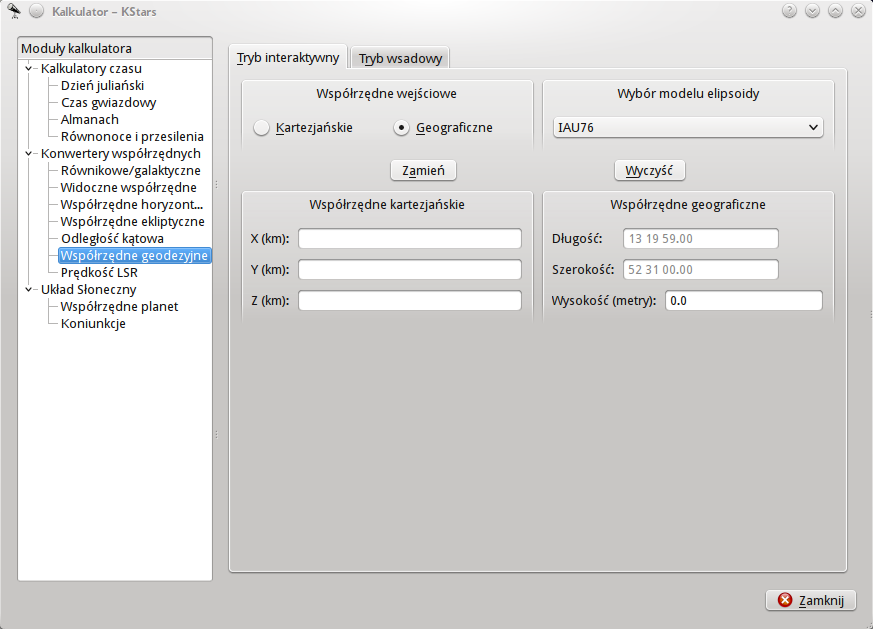 Kalkulator – KStars
Moduły kalkulatora
Kalkulatory czasu
Dzień juliański
Czas gwiazdowy
Almanach
Równonoce i przesilenia
Konwertery współrzędnych
Równikowe/galaktyczne
Widoczne współrzędne
Współrzędne horyzont...
Współrzędne ekliptyczne
Odległość kątowa
Współrzędne geodezyjne
Prędkość LSR
Układ Słoneczny
Współrzędne planet
Koniunkcje
Tryb interaktywny
Tryb wsadowy
Współrzędne wejściowe
Kartezjańskie
Geograficzne
Wybór modelu elipsoidy
IAU76
Zamień
Wyczyść
Współrzędne kartezjańskie
X (km):
Y (km):
Z (km):
Współrzędne geograficzne
Długość: 13 19 59.00
Szerokość: 52 31 00.00
Wysokość (metry): 0.0
Zamknij